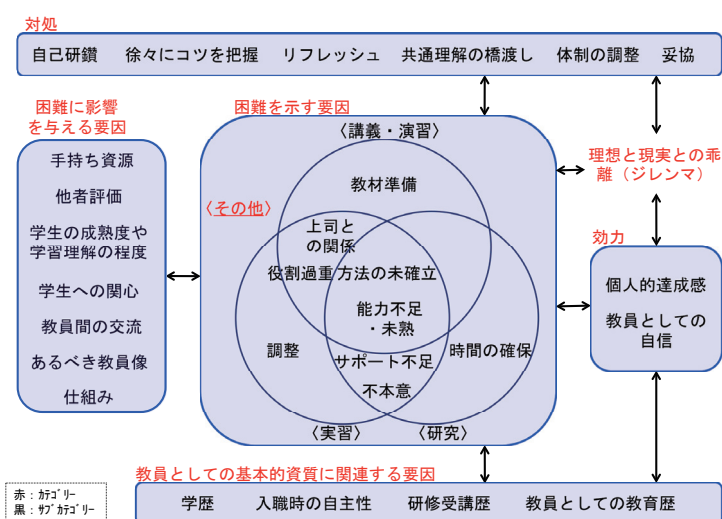 対処
自己研鑽 徐々にコツを把握 リフレッシュ 共通理解の橋渡し 体制の調整 妥協
困難に影響
を与える要因
手持ち資源
他者評価
学生の成熟度や
学習理解の程度
学生への関心
教員間の交流
あるべき教員像
仕組み
困難を示す要因
〈講義・演習〉
教材準備
〈その他〉
上司と
の関係
役割過重
方法の未確立
能力不足
・未熟
調整
サポート不足
時間の確保
不本意
〈実習〉
〈研究〉
理想と現実との乖
離（ジレンマ）
効力
個人的達成感
教員としての
自信
教員としての基本的資質に関連する要因
学歴 入職時の自主性 研修受講歴 教員としての教育歴
赤：ｶﾃｺﾞﾘｰ
黒：ｻﾌﾞｶﾃｺﾞﾘｰ